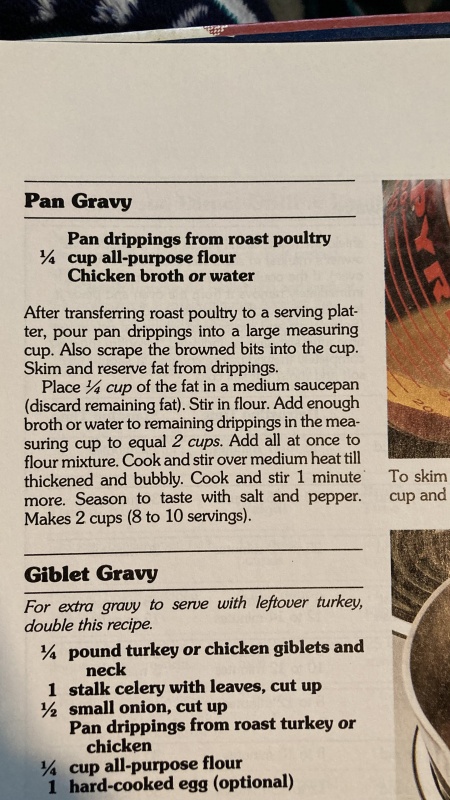 Pan Gravy
Pan drippings from roast poultry
¼ cup all-purpose flour
Chicken broth or water
After transferring roast poultry to a serving plat-
ter, pour pan drippings into a large measuring
cup. Also scrape the browned bits into the cup.
Skim and reserve fat from drippings.
Place ¼ cup of the fat in a medium saucepan
(discard remaining fat). Stir in flour. Add enough
broth or water to remaining drippings in the mea-
suring cup to equal 2 cups. Add all at once to
flour mixture. Cook and stir over medium heat till
thickened and bubbly. Cook and stir 1 minute
more. Season to taste with salt and pepper.
Makes 2 cups (8 to 10 servings).
Giblet Gravy
For extra gravy to serve with leftover turkey,
double this recipe.
¼ pound turkey or chicken giblets and
neck
1 stalk celery with leaves, cut up
½ small onion, cut up
Pan drippings from roast turkey or
chicken
¼ cup all-purpose flour
1 hard-cooked egg (optional)
PYR
To skim
cup and